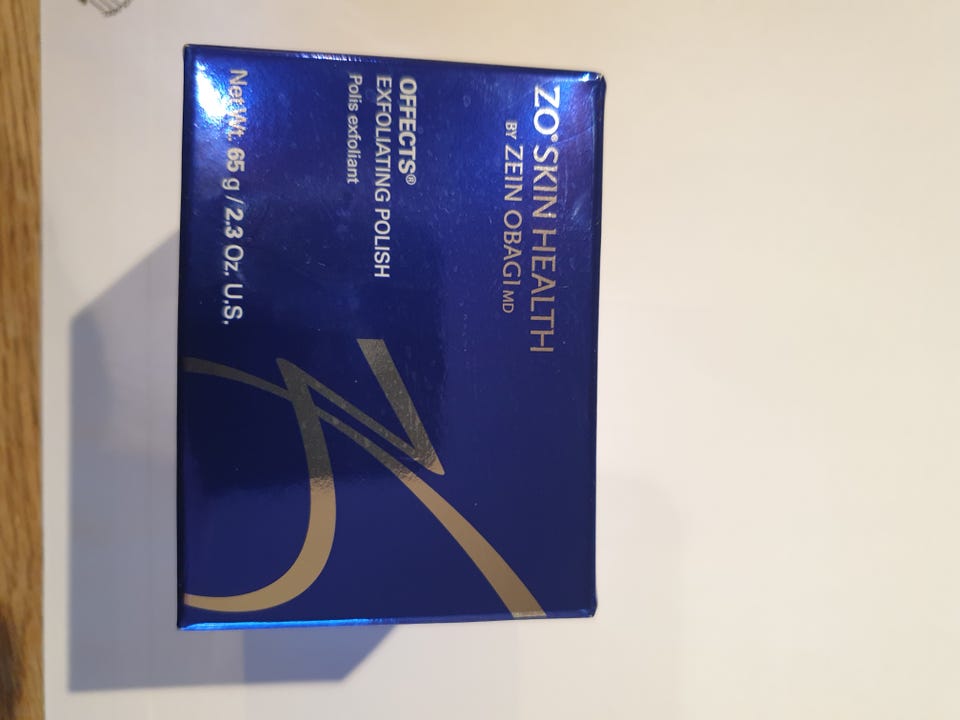 ZO® SKIN HEALTH
BY ZEIN OBAGI MD
OFFECTS®
EXFOLIATING POLISH
Polis exfoliant
Net Wt. 65 g / 2.3 Oz. U.S.